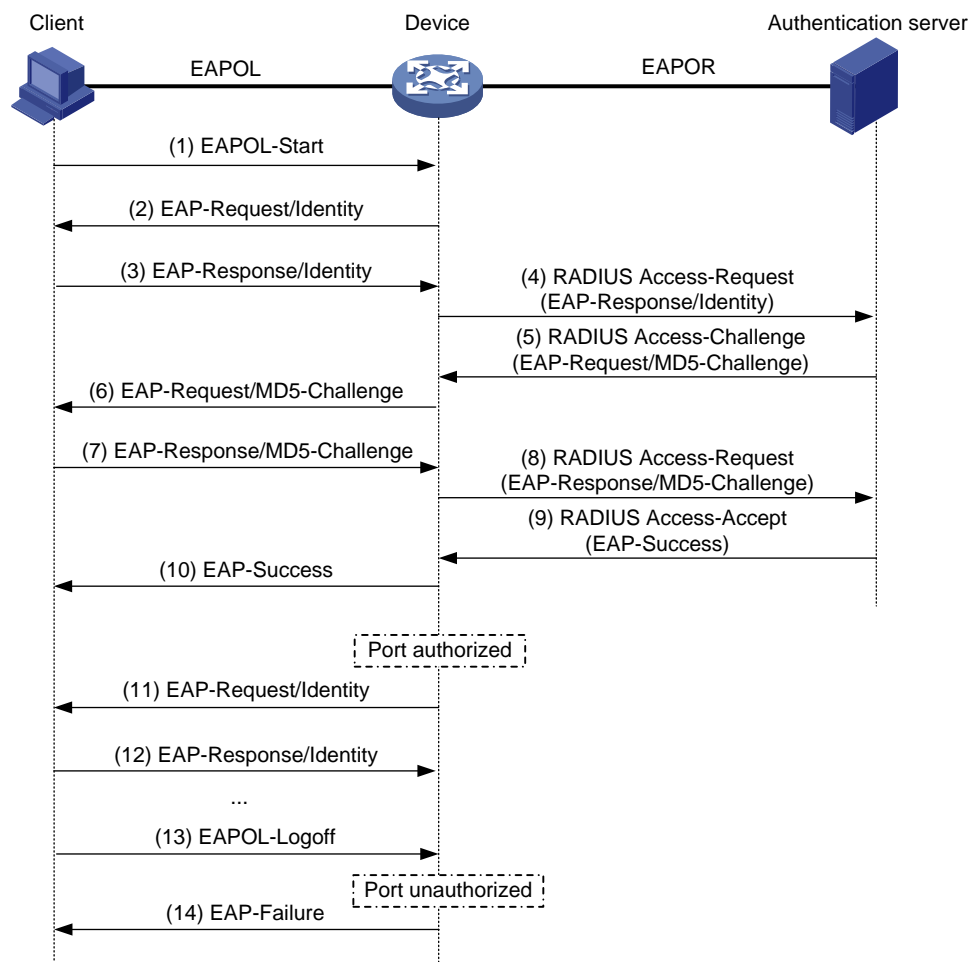 Client
Device
Authentication server
EAPOL
EAPOR
(1) EAPOL-Start
(2) EAP-Request/Identity
(3) EAP-Response/Identity
(4) RADIUS Access-Request
(EAP-Response/Identity)
(5) RADIUS Access-Challenge
(EAP-Request/MD5-Challenge)
(6) EAP-Request/MD5-Challenge
(7) EAP-Response/MD5-Challenge
(8) RADIUS Access-Request
(EAP-Response/MD5-Challenge)
(9) RADIUS Access-Accept
(EAP-Success)
(10) EAP-Success
Port authorized
(11) EAP-Request/Identity
(12) EAP-Response/Identity
...
(13) EAPOL-Logoff
Port unauthorized
(14) EAP-Failure